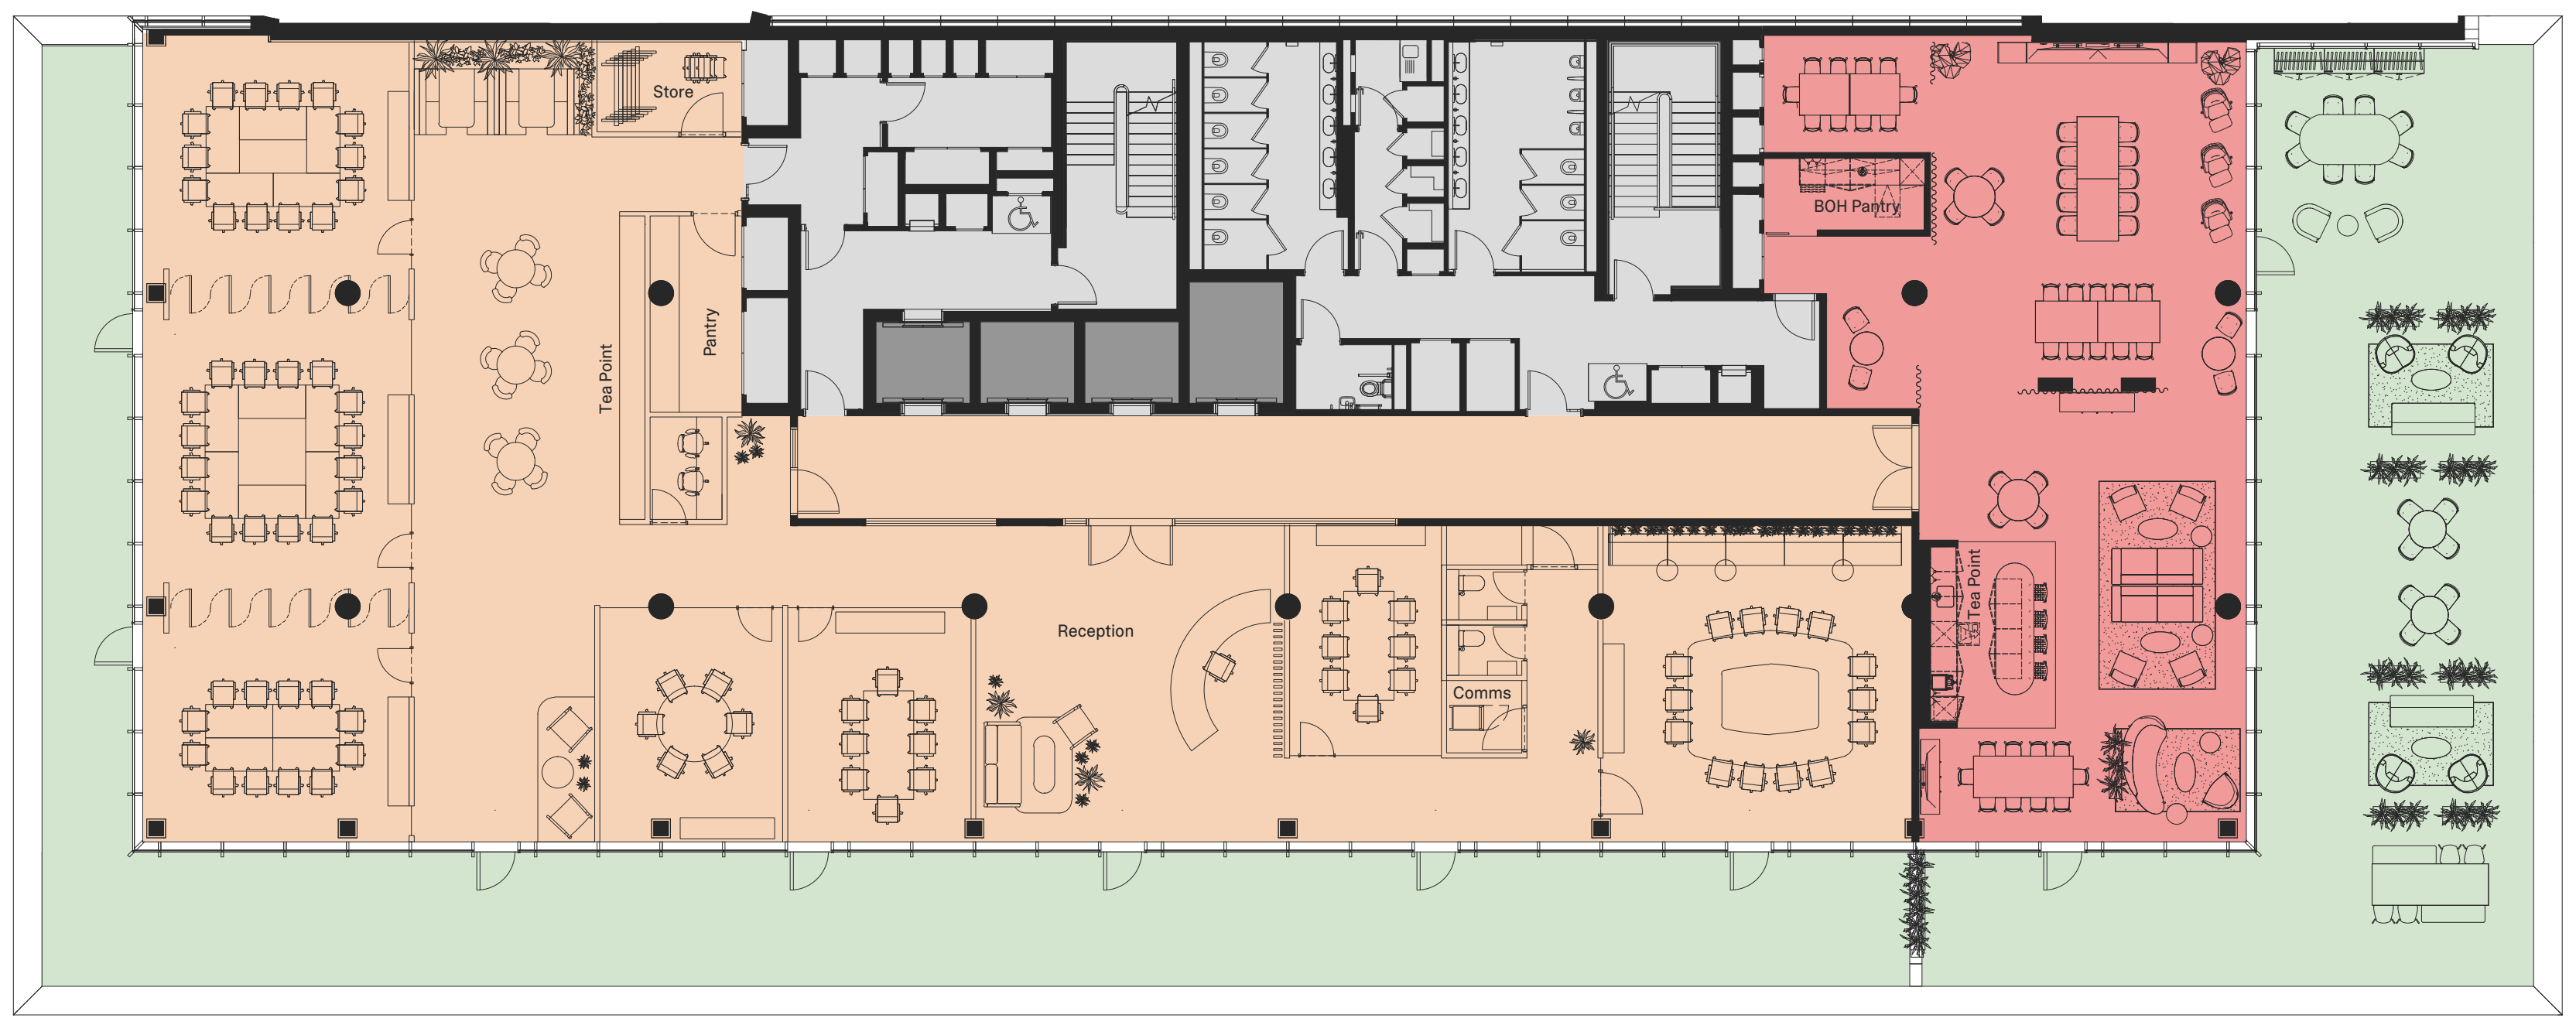 Store
BOH Pantry
Pantry
Tea Point
Tea Point
Reception
Comms